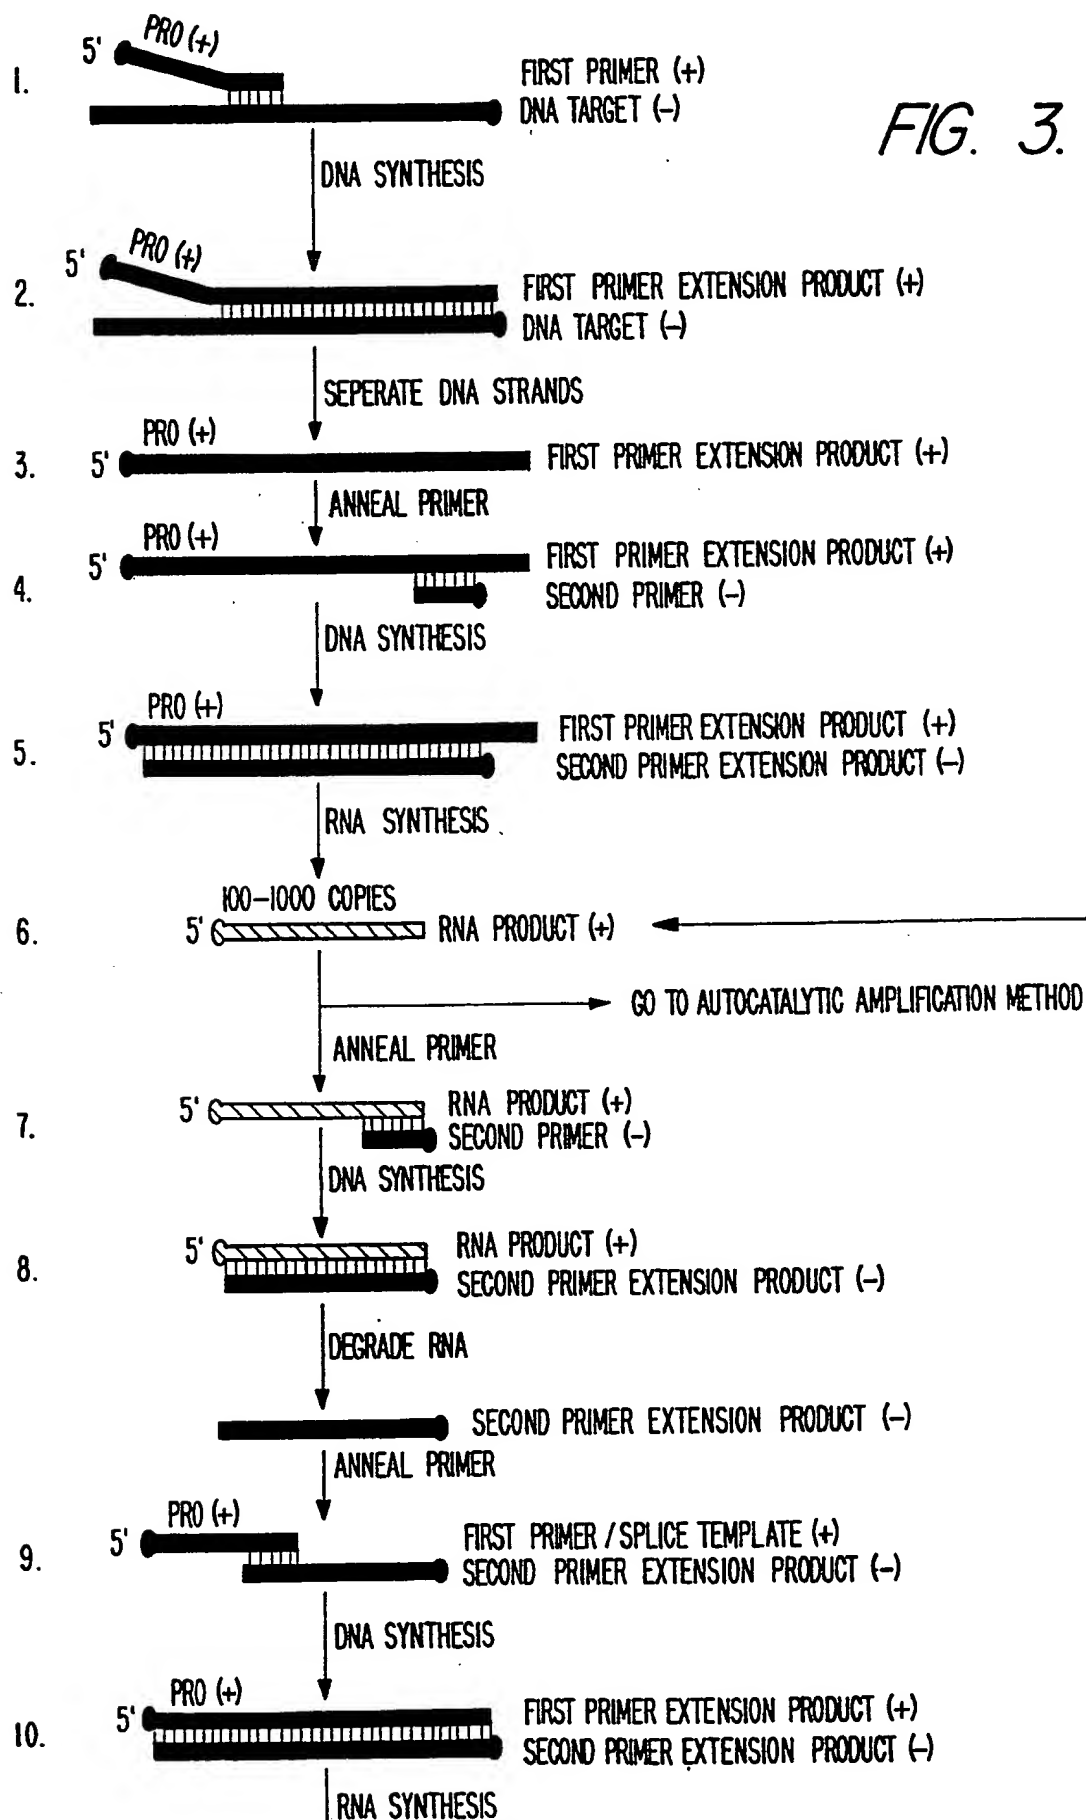 FIG. 3.
1.
5' PRO (+)
FIRST PRIMER (+)
DNA TARGET (-)
DNA SYNTHESIS
2.
5' PRO (+)
FIRST PRIMER EXTENSION PRODUCT (+)
DNA TARGET (-)
SEPERATE DNA STRANDS
PRO (+)
3. 5' FIRST PRIMER EXTENSION PRODUCT (+)
ANNEAL PRIMER
PRO (+)
4. 5' FIRST PRIMER EXTENSION PRODUCT (+)
SECOND PRIMER (-)
DNA SYNTHESIS
PRO (+)
5. 5' FIRST PRIMER EXTENSION PRODUCT (+)
SECOND PRIMER EXTENSION PRODUCT (-)
RNA SYNTHESIS
100-1000 COPIES
6. 5' RNA PRODUCT (+)
GO TO AUTOCATALYTIC AMPLIFICATION METHOD
ANNEAL PRIMER
7. 5' RNA PRODUCT (+)
SECOND PRIMER (-)
DNA SYNTHESIS
8. 5' RNA PRODUCT (+)
SECOND PRIMER EXTENSION PRODUCT (-)
DEGRADE RNA
SECOND PRIMER EXTENSION PRODUCT (-)
ANNEAL PRIMER
PRO (+)
9. 5' FIRST PRIMER / SPLICE TEMPLATE (+)
SECOND PRIMER EXTENSION PRODUCT (-)
DNA SYNTHESIS
PRO (+)
10. 5' FIRST PRIMER EXTENSION PRODUCT (+)
SECOND PRIMER EXTENSION PRODUCT (-)
RNA SYNTHESIS